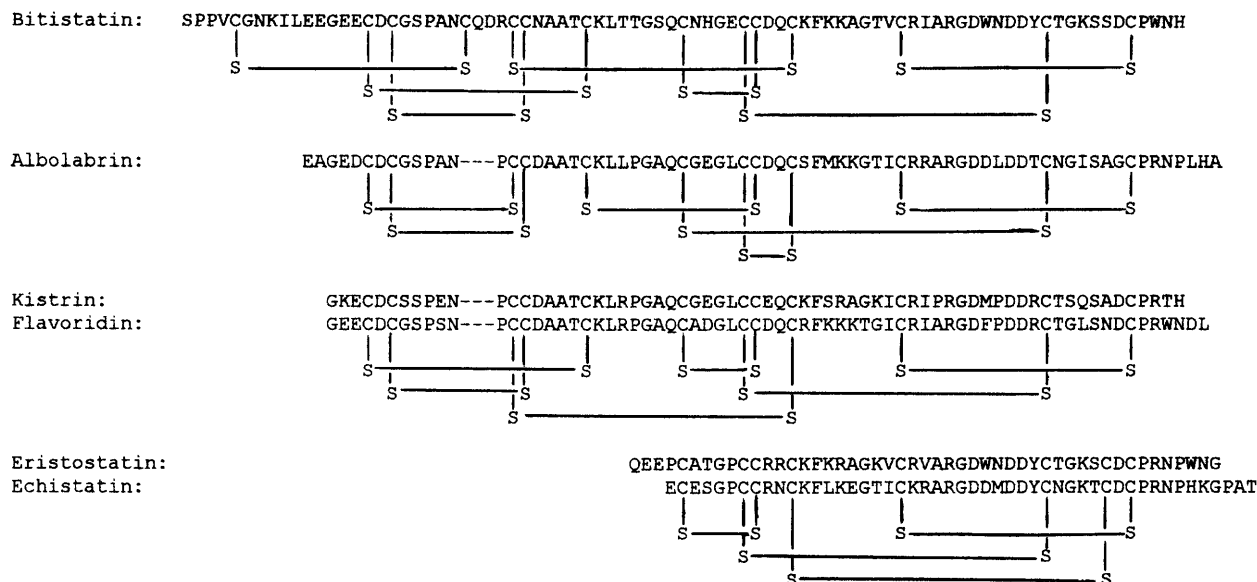 Bitistatin: SPPVCGNKILEEGEECDCGSPANCQDRCCNAATCKLTTGSQCNHGECCDQCKFKKAGTVCRIARGDWNDDYCTGKSSDCPWNH
S S S S S S
S S S S
S S S S
Albolabrin: EAGEDCDCGSPAN---PCCDAATCKLLPGAQCGEGLCCDQCSFMKKGTICRRARGDDLDDTCNGISAGCPRNPLHA
S S S S S S
S S S S
S S
Kistrin: GKECDCSSPEN---PCCDAATCKLRPGAQCGEGLCCEQCKFSRAGKICRIPRGDMPDDRCTSQSADCPRTH
Flavoridin: GEECDCGSPSN---PCCDAATCKLRPGAQCADGLCCDQCRFKKKTGICRIARGDFPDDRCTGLSNDCPRWNDL
S S S S S S
S S S S
S S
Eristostatin: QEEPCATGPCCRRCKFKRAGKVCRVARGDWNDDYCTGKSCDCPRNPWNG
Echistatin: ECESGPCCRNCKFLKEGTICKRARGDDMDDYCNGKTCDCPRNPHKGPAT
S S S S
S S
S S